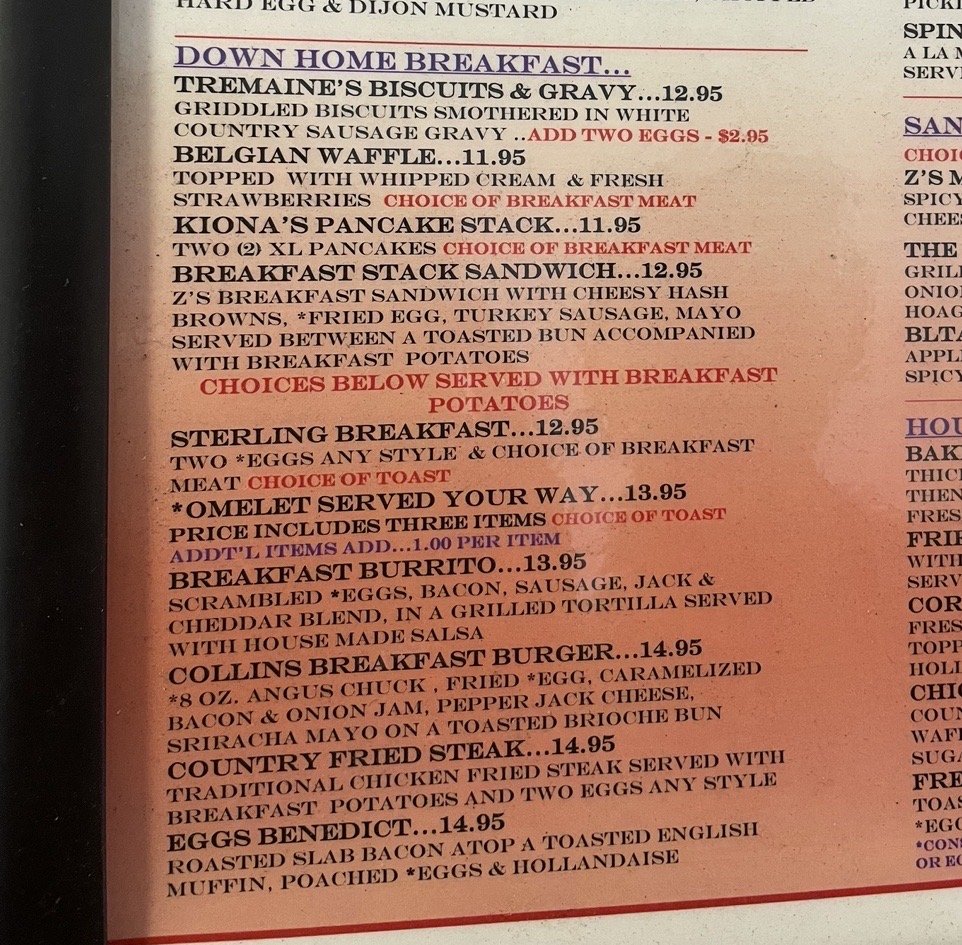 HARD EGG & DIJON MUSTARD
DOWN HOME BREAKFAST...
TREMAINE'S BISCUITS & GRAVY...12.95
GRIDDLED BISCUITS SMOTHERED IN WHITE
COUNTRY SAUSAGE GRAVY ..ADD TWO EGGS - $2.95
BELGIAN WAFFLE...11.95
TOPPED WITH WHIPPED CREAM & FRESH
STRAWBERRIES CHOICE OF BREAKFAST MEAT
KIONA'S PANCAKE STACK...11.95
TWO (2) XL PANCAKES CHOICE OF BREAKFAST MEAT
BREAKFAST STACK SANDWICH...12.95
Z'S BREAKFAST SANDWICH WITH CHEESY HASH
BROWNS, *FRIED EGG, TURKEY SAUSAGE, MAYO
SERVED BETWEEN A TOASTED BUN ACCOMPANIED
WITH BREAKFAST POTATOES
CHOICES BELOW SERVED WITH BREAKFAST
POTATOES
STERLING BREAKFAST...12.95
TWO *EGGS ANY STYLE & CHOICE OF BREAKFAST
MEAT CHOICE OF TOAST
*OMELET SERVED YOUR WAY...13.95
PRICE INCLUDES THREE ITEMS CHOICE OF TOAST
ADDT'L ITEMS ADD...1.00 PER ITEM
BREAKFAST BURRITO...13.95
SCRAMBLED *EGGS, BACON, SAUSAGE, JACK &
CHEDDAR BLEND, IN A GRILLED TORTILLA SERVED
WITH HOUSE MADE SALSA
COLLINS BREAKFAST BURGER...14.95
*8 OZ. ANGUS CHUCK , FRIED *EGG, CARAMELIZED
BACON & ONION JAM, PEPPER JACK CHEESE,
SRIRACHA MAYO ON A TOASTED BRIOCHE BUN
COUNTRY FRIED STEAK...14.95
TRADITIONAL CHICKEN FRIED STEAK SERVED WITH
BREAKFAST POTATOES AND TWO EGGS ANY STYLE
EGGS BENEDICT...14.95
ROASTED SLAB BACON ATOP A TOASTED ENGLISH
MUFFIN, POACHED *EGGS & HOLLANDAISE
SPIN
A LA M
SERV
SAN
CHOI
Z'S M
SPICY
CHEES
THE
GRIL
ONIO
HOAG
BLTA
APPL
SPICY
HOU
BAK
THIC
THEN
FRES
FRIE
WITH
SERV
COR
FRES
TOPP
HOLL
CHIC
COUN
WAF
SUGA
FRE
TOAS
*EGG
*CONS
OR EG